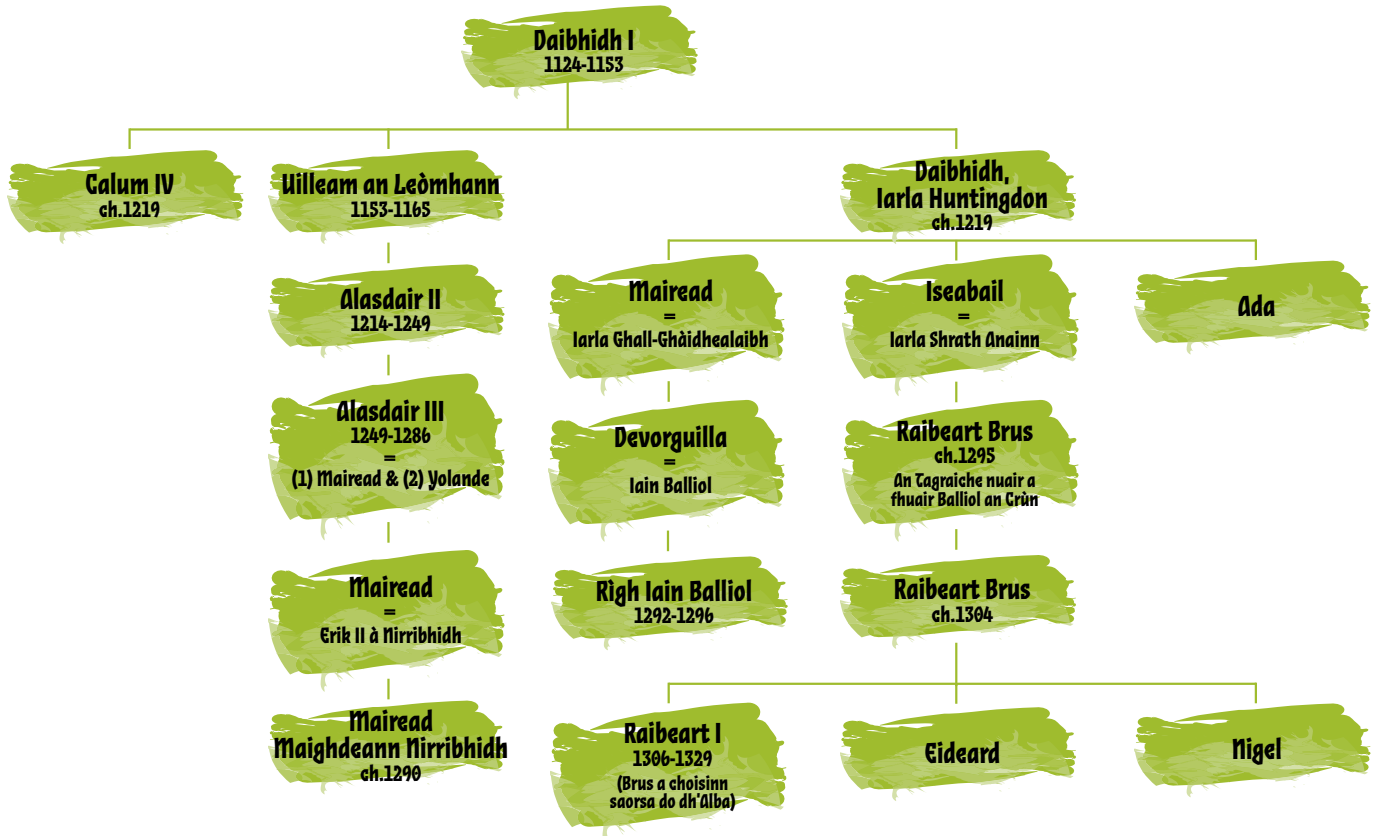 Daibhidh I
1124-1153
Calum IV
ch.1219
Uilleam an Leòmhann
1153-1165
Daibhidh,
Iarla Huntingdon
ch.1219
Alasdair II
1214-1249
Mairead
=
Iarla Ghall-Ghàidhealaibh
Iseabail
=
Iarla Shrath Anainn
Ada
Alasdair III
1249-1286
=
(1) Mairead & (2) Yolande
Devorguilla
=
Iain Balliol
Raibeart Brus
ch.1295
An Tagraiche nuair a
fhuair Balliol an Crùn
Mairead
=
Erik II à Nirribhidh
Rìgh Iain Balliol
1292-1296
Raibeart Brus
ch.1304
Mairead
Maighdeann Nirribhidh
ch.1290
Raibeart I
1306-1329
(Brus a choisinn
saorsa do dh'Alba)
Eideard
Nigel